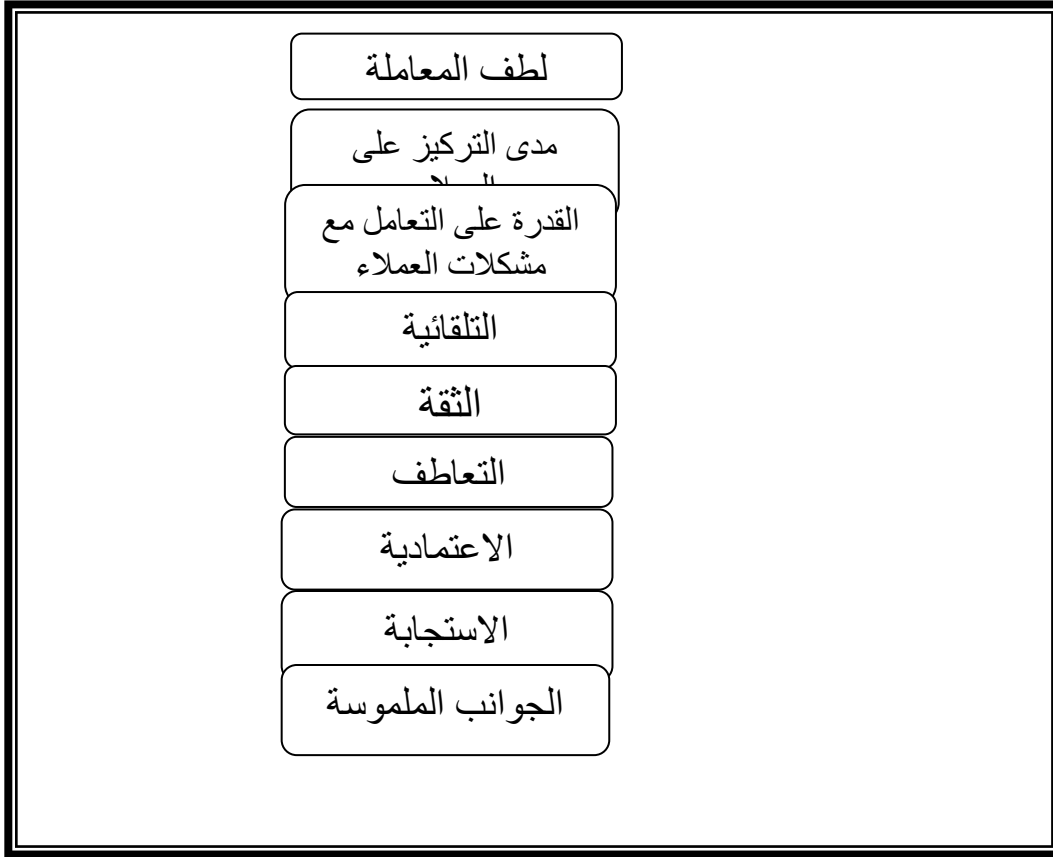 لطف المعاملة
مدى التركيز على
القدرة على التعامل مع
مشكلات العملاء
التلقائية
الثقة
التعاطف
الاعتمادية
الاستجابة
الجوانب الملموسة